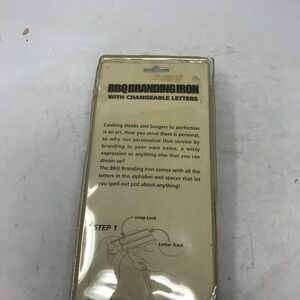 BBQ BRANDING IRON
WITH CHANGEABLE LETTERS
Cooking steaks and burgers to perfection
is an art. How you serve them is personal,
so why not personalize that service by
branding in your own name, a witty
expression or anything else that you can
dream up?
The BBQ Branding Iron comes with all the
letters in the alphabet and spaces that let
you spell out just about anything!
Loop Lock
STEP 1
Letter Track